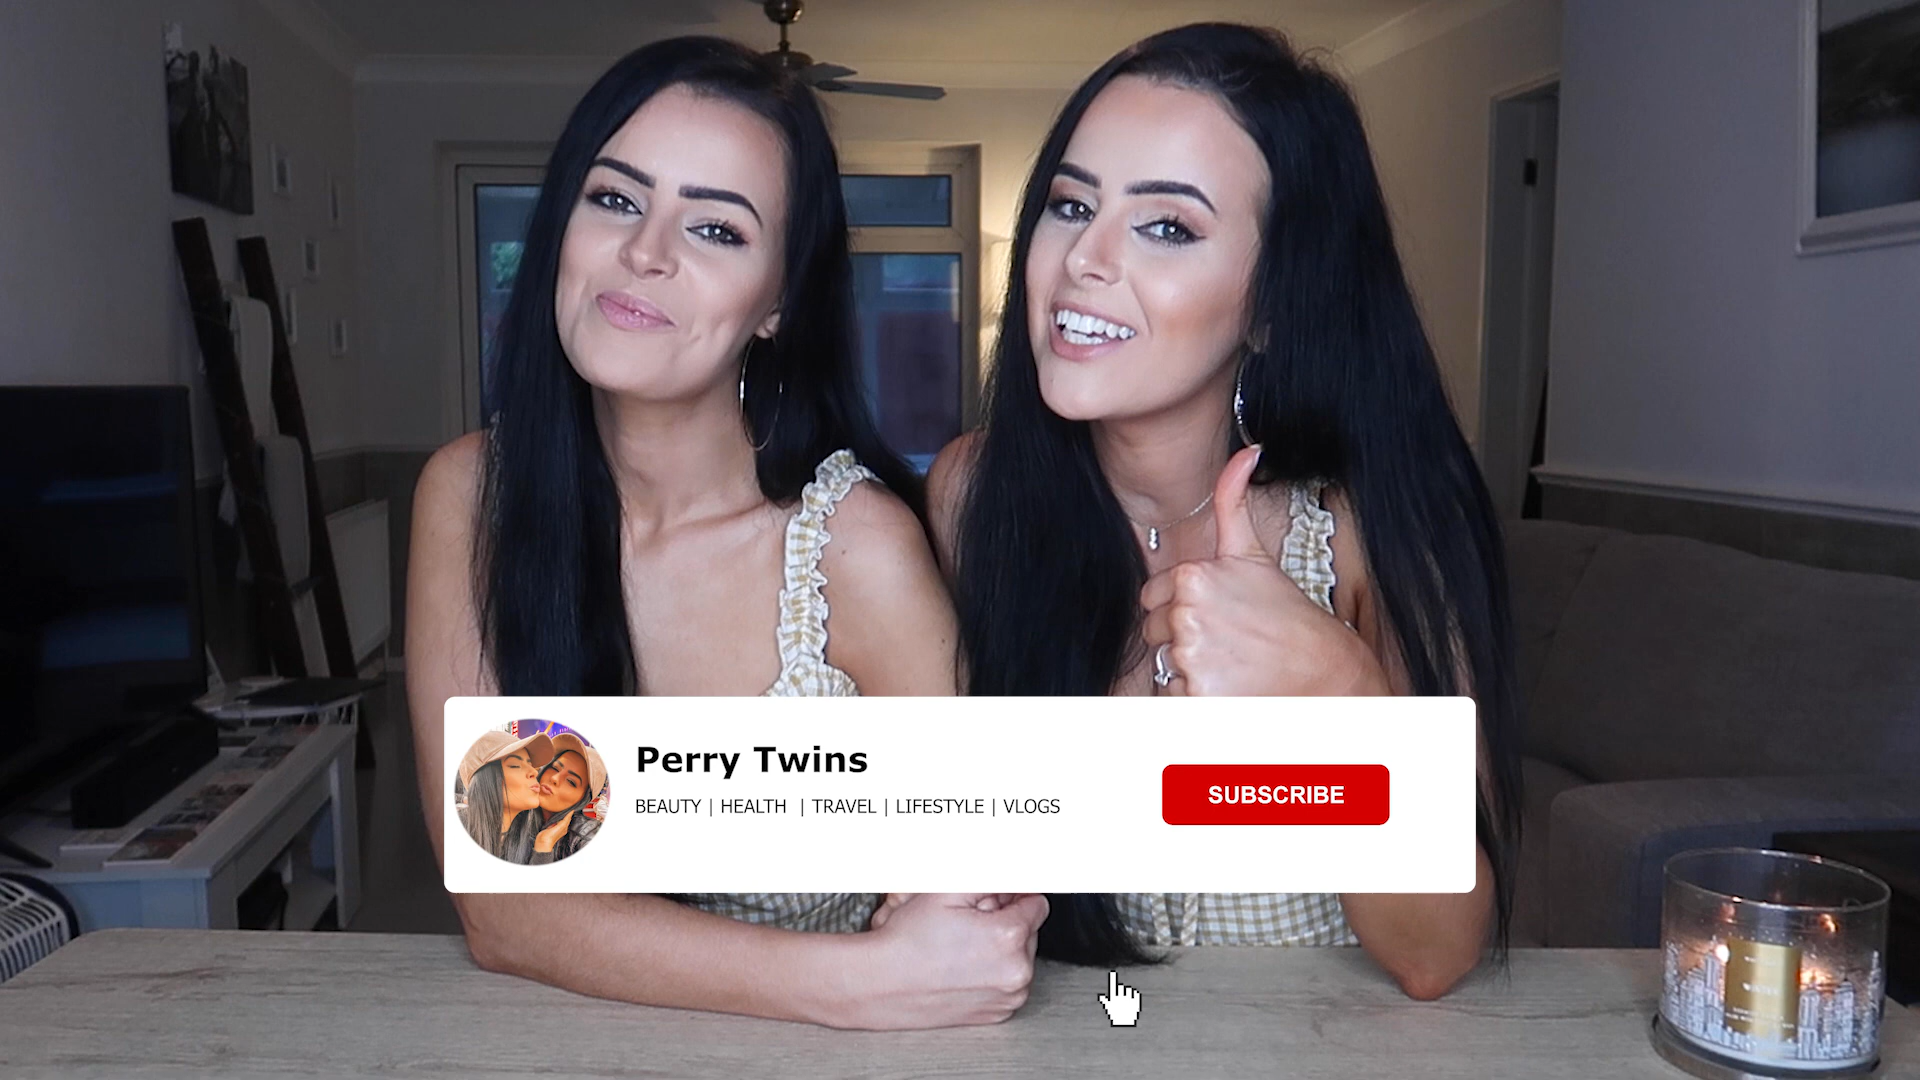 Perry Twins
BEAUTY | HEALTH | TRAVEL | LIFESTYLE | VLOGS
SUBSCRIBE